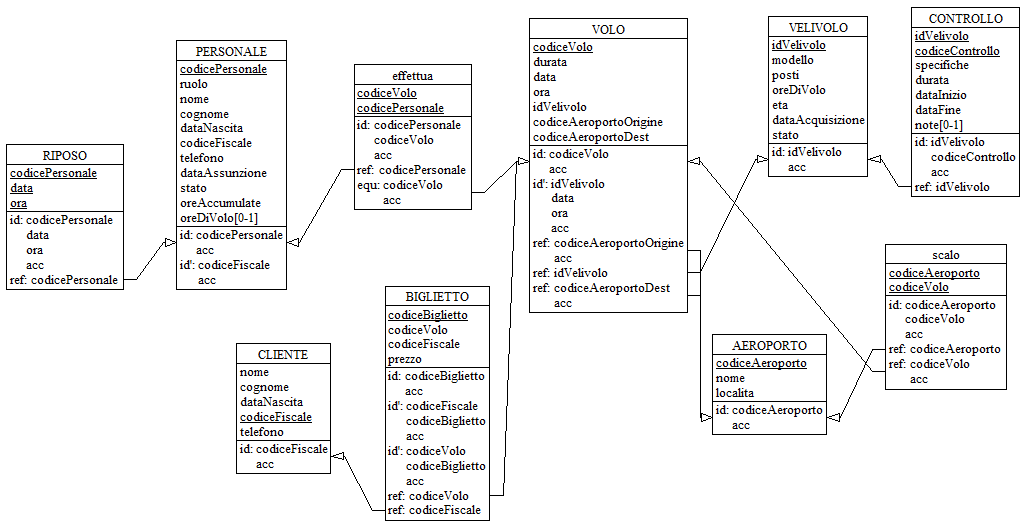 RIPOSO
codicePersonale
data
ora
id: codicePersonale
data
ora
acc
ref: codicePersonale
PERSONALE
codicePersonale
ruolo
nome
cognome
dataNascita
codiceFiscale
telefono
dataAssunzione
stato
oreAccumulate
oreDiVolo[0-1]
id: codicePersonale
acc
id': codiceFiscale
acc
effettua
codiceVolo
codicePersonale
id: codicePersonale
codiceVolo
acc
ref: codicePersonale
equ: codiceVolo
acc
CLIENTE
nome
cognome
dataNascita
codiceFiscale
telefono
id: codiceFiscale
acc
BIGLIETTO
codiceBiglietto
codiceVolo
codiceFiscale
prezzo
id: codiceBiglietto
acc
id': codiceFiscale
codiceBiglietto
acc
id': codiceVolo
codiceBiglietto
acc
ref: codiceVolo
ref: codiceFiscale
VOLO
codiceVolo
durata
data
ora
idVelivolo
codiceAeroportoOrigine
codiceAeroportoDest
id: codiceVolo
acc
id': idVelivolo
data
ora
acc
ref: codiceAeroportoOrigine
acc
ref: idVelivolo
ref: codiceAeroportoDest
acc
VELIVOLO
idVelivolo
modello
posti
oreDiVolo
eta
dataAcquisizione
stato
id: idVelivolo
acc
CONTROLLO
idVelivolo
codiceControllo
specifiche
durata
dataInizio
dataFine
note[0-1]
id: idVelivolo
codiceControllo
acc
ref: idVelivolo
AEROPORTO
codiceAeroporto
nome
localita
id: codiceAeroporto
acc
scalo
codiceAeroporto
codiceVolo
id: codiceAeroporto
codiceVolo
acc
ref: codiceAeroporto
ref: codiceVolo
acc